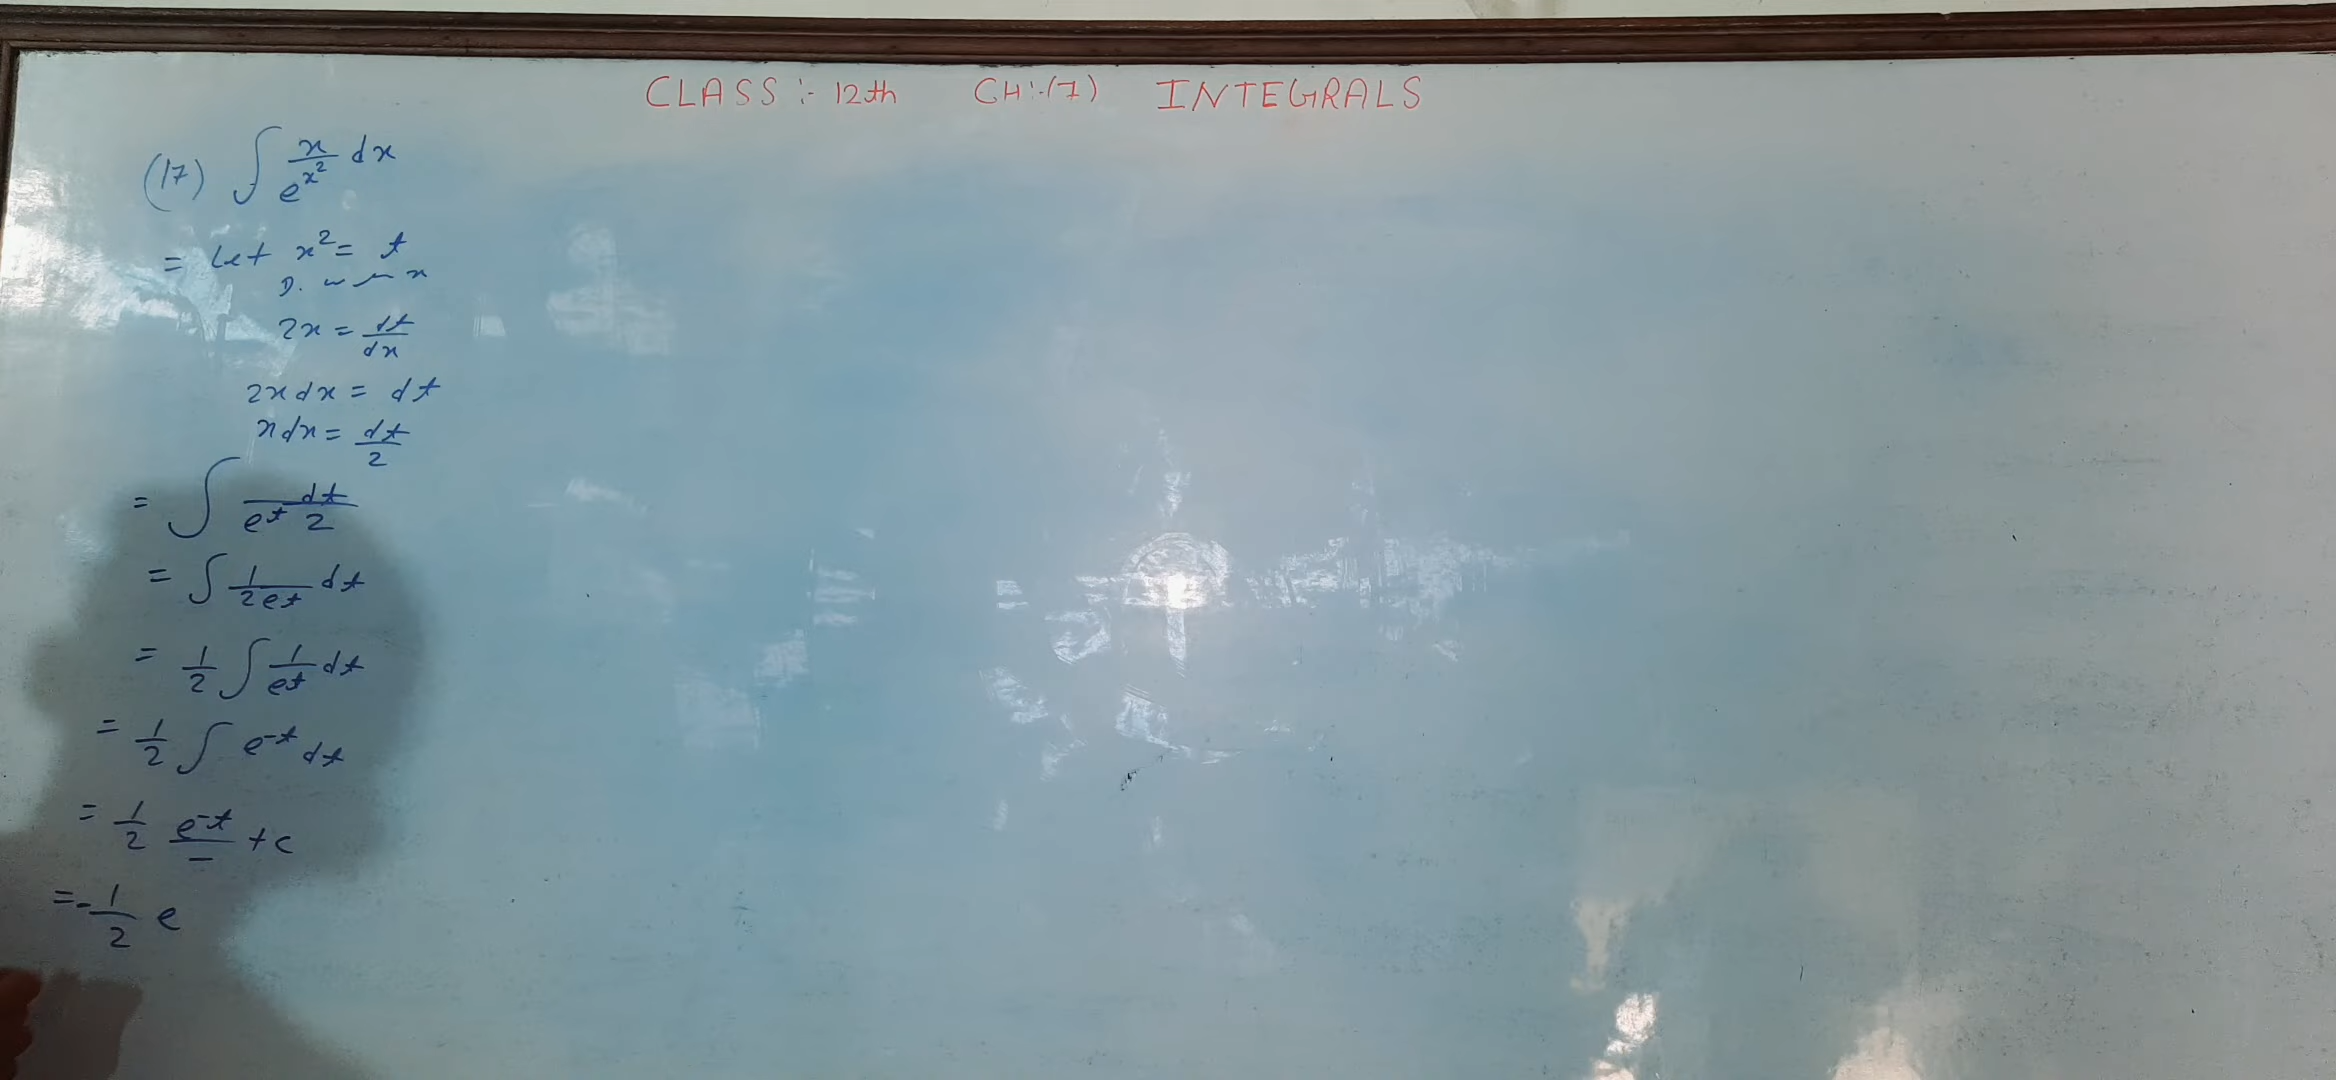 CLASS :- 12th CH:-(7) INTEGRALS
(17) ∫ x/e^x² dx
= Let x² = t
D. w x
2x = dt/dx
2x dx = dt
x dx = dt/2
= ∫ dt/e^t 2
= ∫ 1/2e^t dt
= 1/2 ∫ 1/e^t dt
= 1/2 ∫ e^-t dt
= 1/2 e^-t/- + c
= -1/2 e